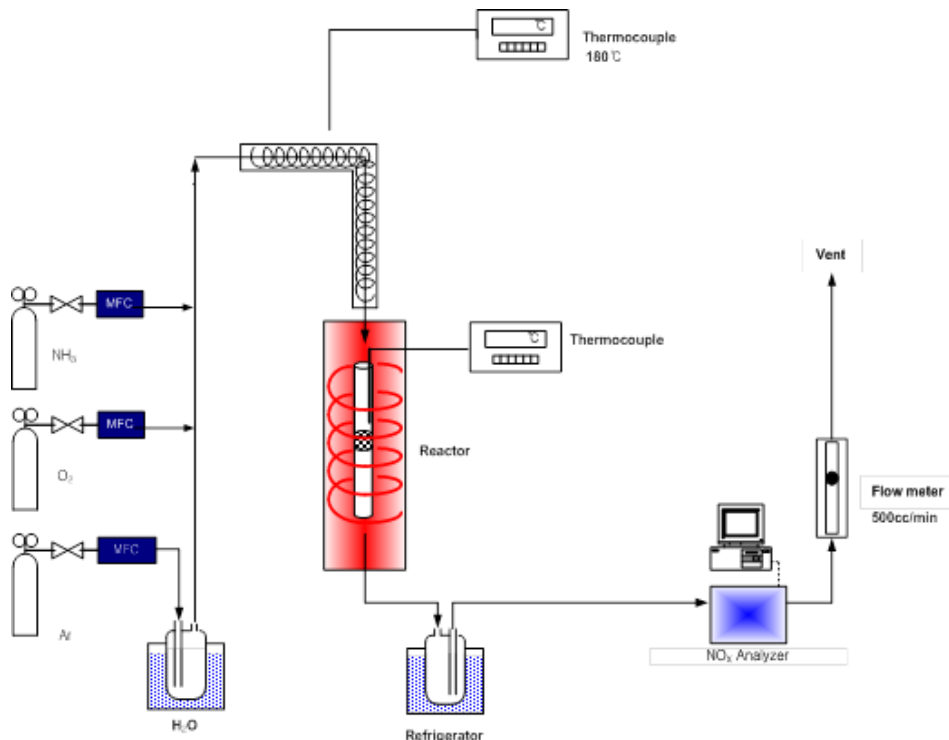 ℃
Thermocouple
180℃
Vent
MFC
NH₃
℃
Thermocouple
MFC
O₂
Reactor
Flow meter
500cc/min
MFC
Ar
NOₓ Analyzer
H₂O
Refrigerator